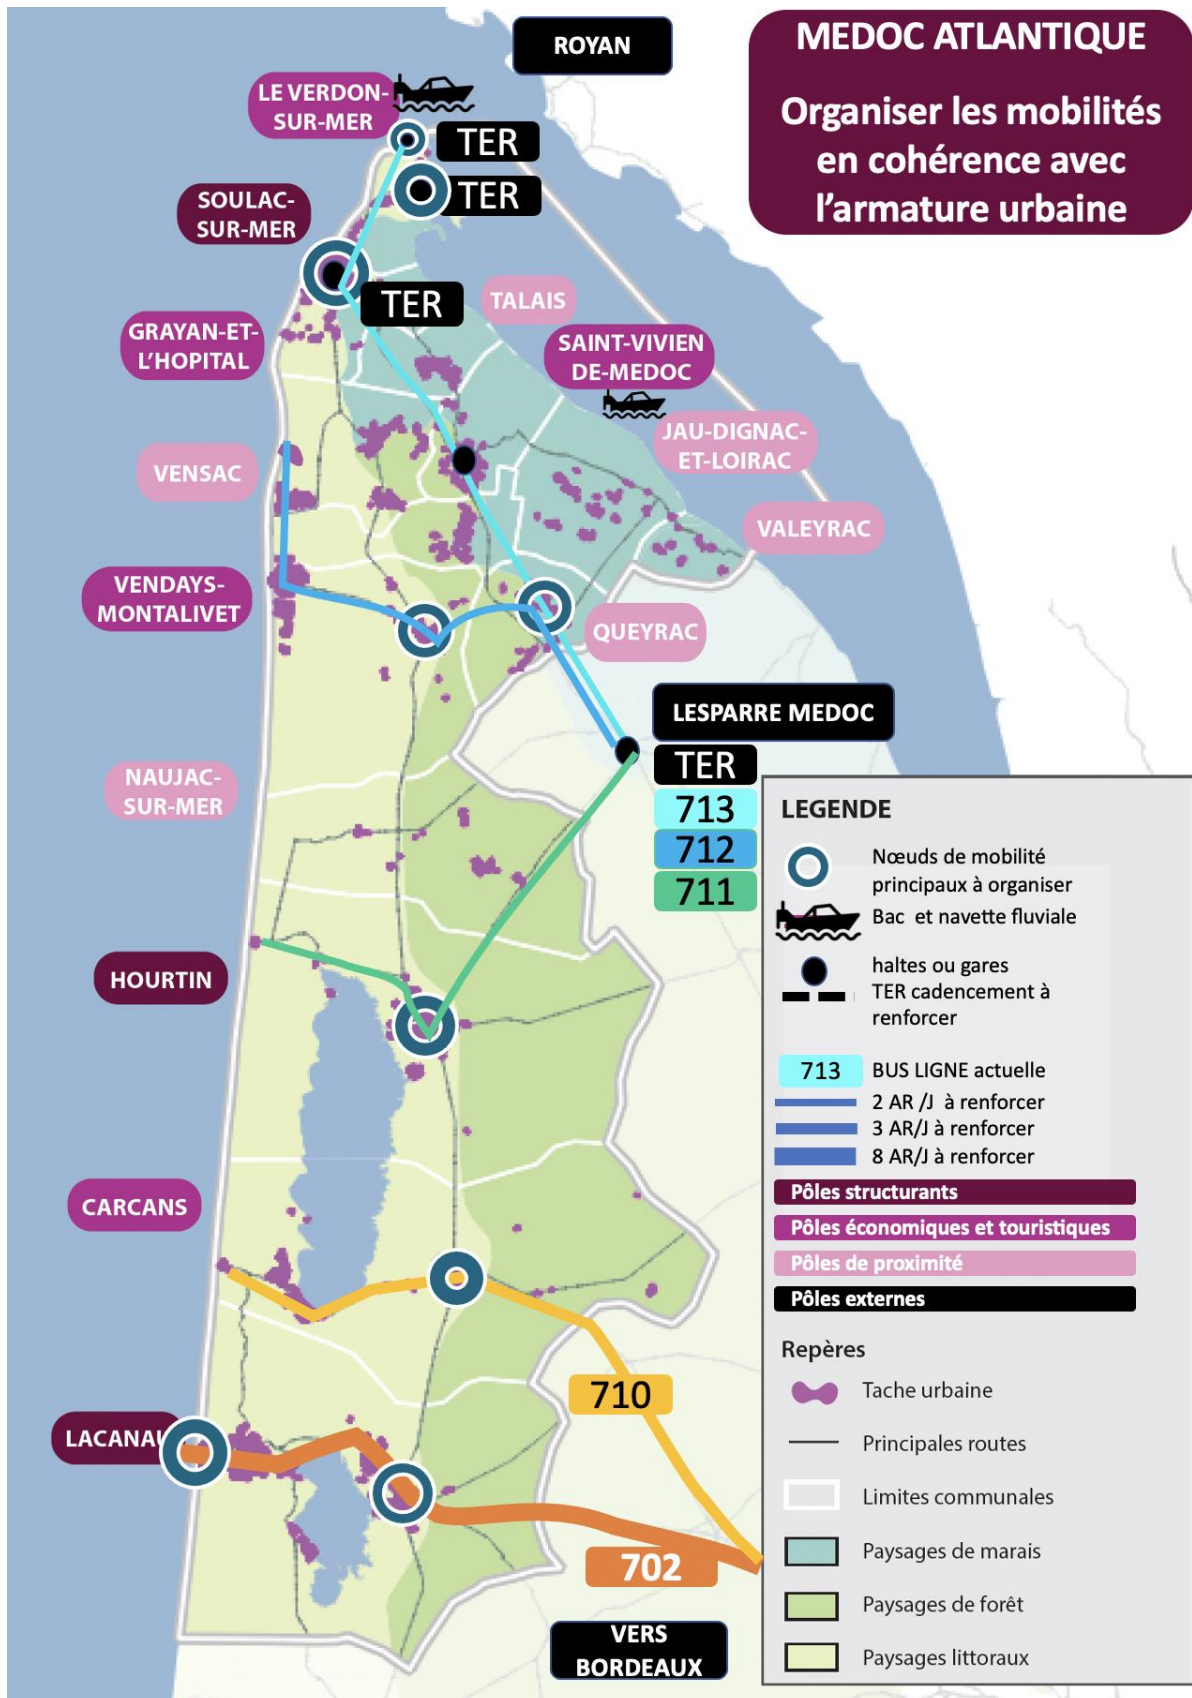 MEDOC ATLANTIQUE
Organiser les mobilités
en cohérence avec
l'armature urbaine
ROYAN
LE VERDON-
SUR-MER
TER
TER
SOULAC-
SUR-MER
TER
TALAIS
GRAYAN-ET-
L'HOPITAL
SAINT-VIVIEN
DE-MEDOC
JAU-DIGNAC-
ET-LOIRAC
VENSAC
VALEYRAC
VENDAYS-
MONTALIVET
QUEYRAC
LESPARRE MEDOC
TER
713
712
711
NAUJAC-
SUR-MER
HOURTIN
CARCANS
710
LACANAU
702
VERS
BORDEAUX
LEGENDE
Nœuds de mobilité
principaux à organiser
Bac et navette fluviale
haltes ou gares
TER cadencement à
renforcer
713 BUS LIGNE actuelle
2 AR /J à renforcer
3 AR/J à renforcer
8 AR/J à renforcer
Pôles structurants
Pôles économiques et touristiques
Pôles de proximité
Pôles externes
Repères
Tache urbaine
Principales routes
Limites communales
Paysages de marais
Paysages de forêt
Paysages littoraux